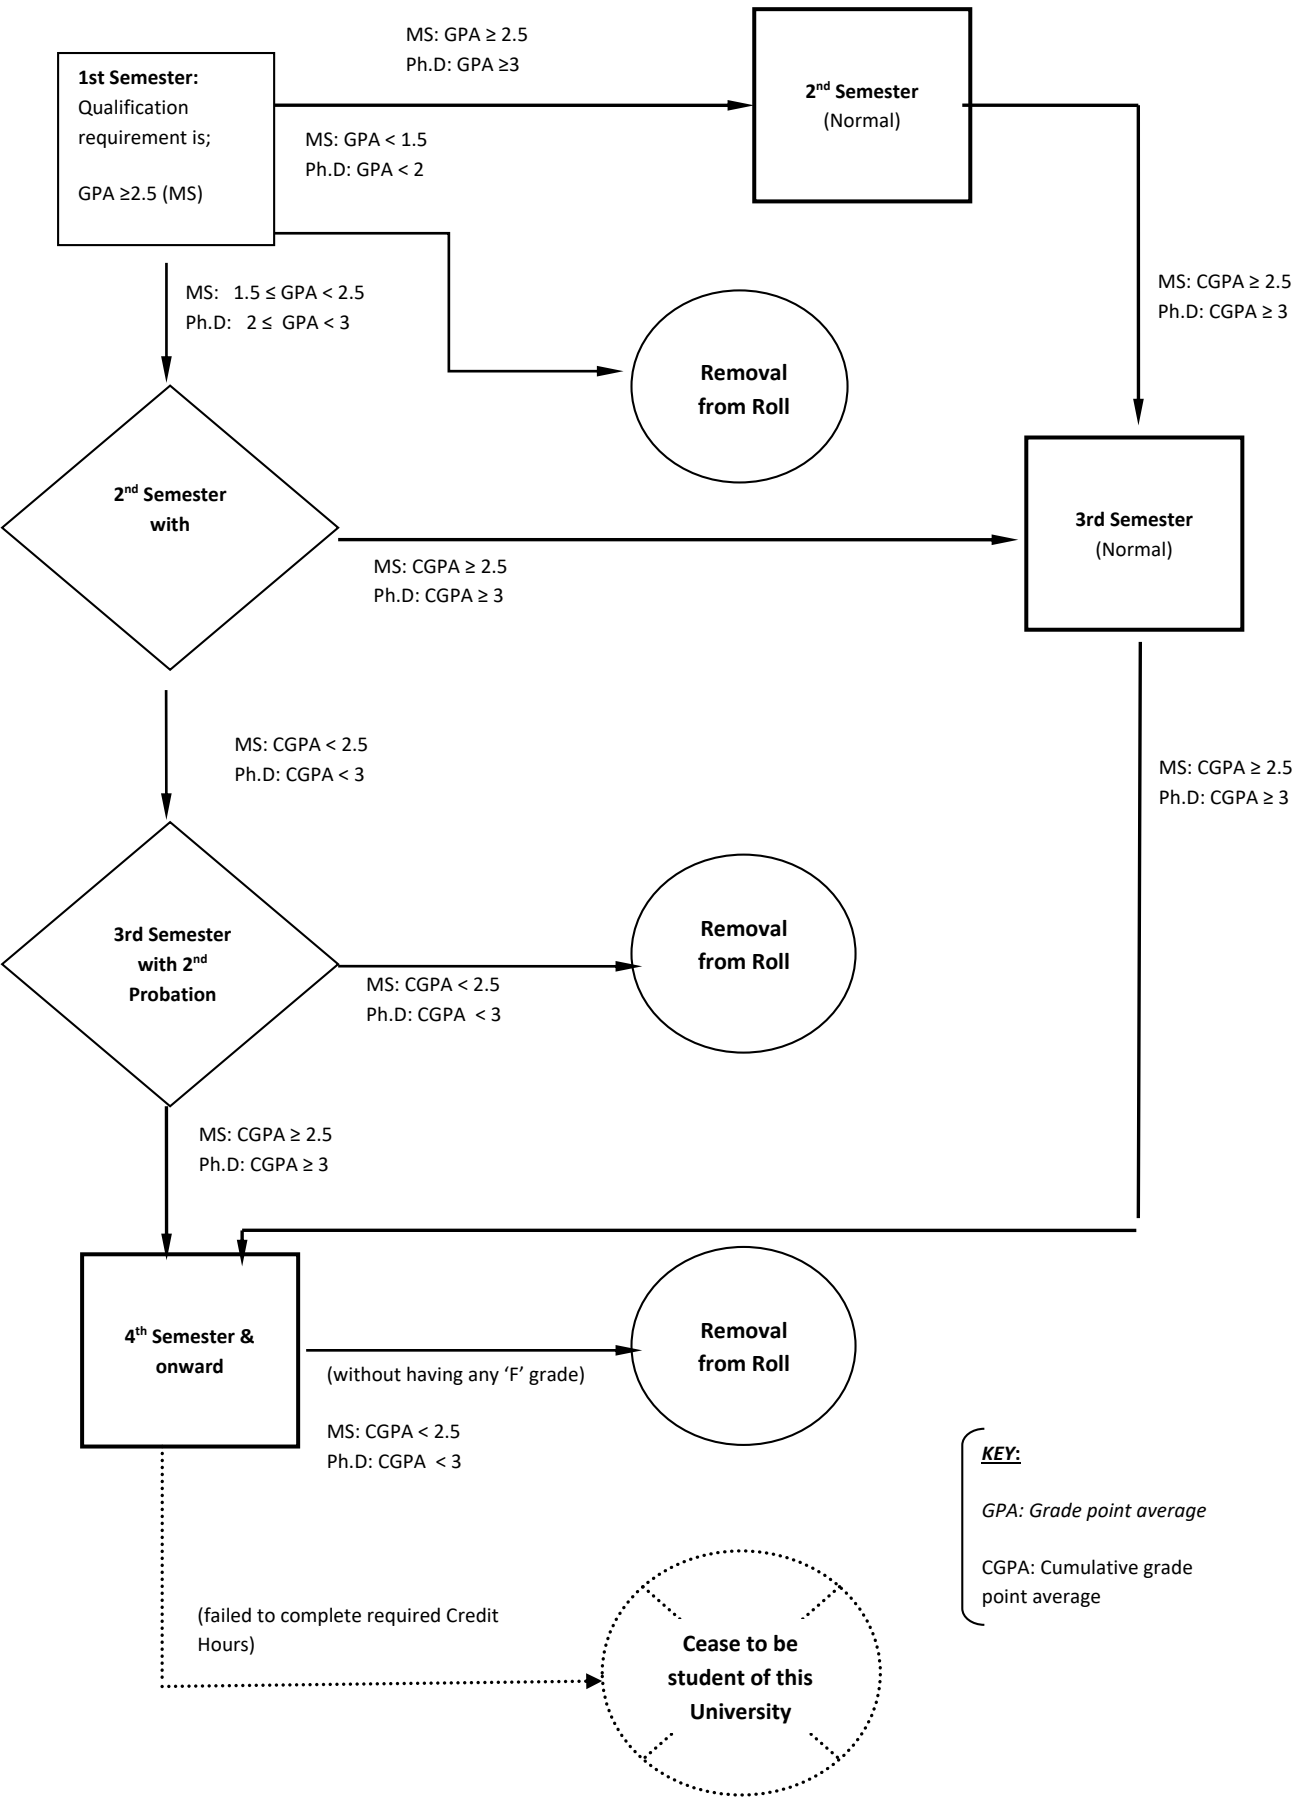 MS: GPA ≥ 2.5
Ph.D: GPA ≥3
1st Semester:
Qualification
requirement is;
GPA ≥2.5 (MS)
2nd Semester
(Normal)
MS: GPA < 1.5
Ph.D: GPA < 2
MS: CGPA ≥ 2.5
Ph.D: CGPA ≥ 3
MS: 1.5 ≤ GPA < 2.5
Ph.D: 2 ≤ GPA < 3
Removal
from Roll
2nd Semester
with
3rd Semester
(Normal)
MS: CGPA ≥ 2.5
Ph.D: CGPA ≥ 3
MS: CGPA < 2.5
Ph.D: CGPA < 3
MS: CGPA ≥ 2.5
Ph.D: CGPA ≥ 3
3rd Semester
with 2nd
Probation
Removal
from Roll
MS: CGPA < 2.5
Ph.D: CGPA < 3
MS: CGPA ≥ 2.5
Ph.D: CGPA ≥ 3
4th Semester &
onward
Removal
from Roll
(without having any ‘F’ grade)
MS: CGPA < 2.5
Ph.D: CGPA < 3
KEY:
GPA: Grade point average
CGPA: Cumulative grade
point average
(failed to complete required Credit
Hours)
Cease to be
student of this
University